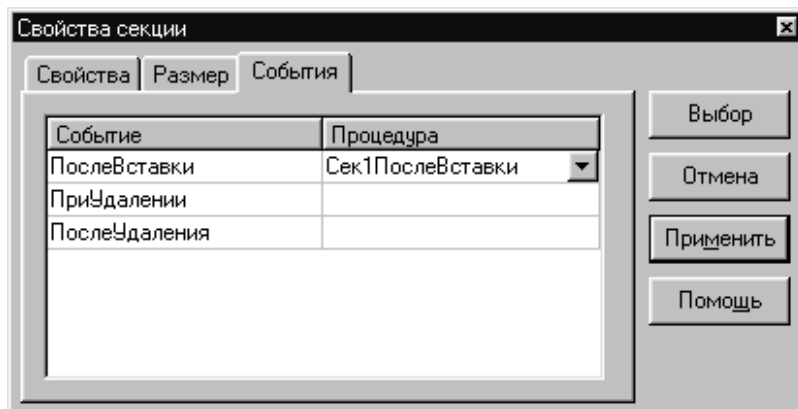 Свойства секции
Свойства Размер События
Событие Процедура
ПослеВставки Сек1ПослеВставки
ПриУдалении
ПослеУдаления
Выбор
Отмена
Применить
Помощь